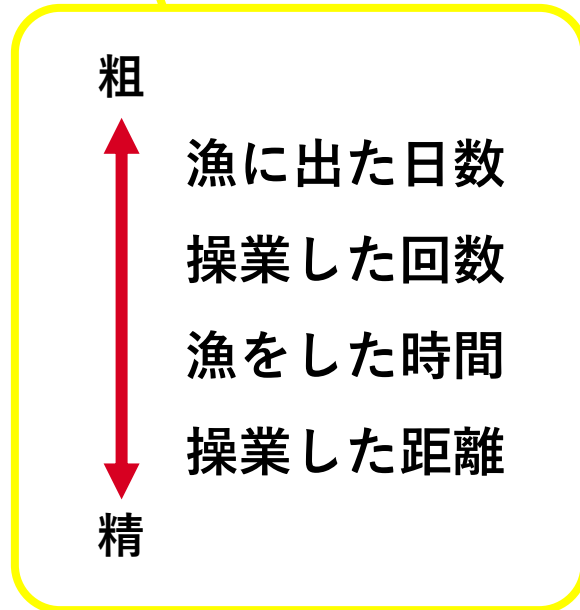 粗
漁に出た日数
操業した回数
漁をした時間
操業した距離
精